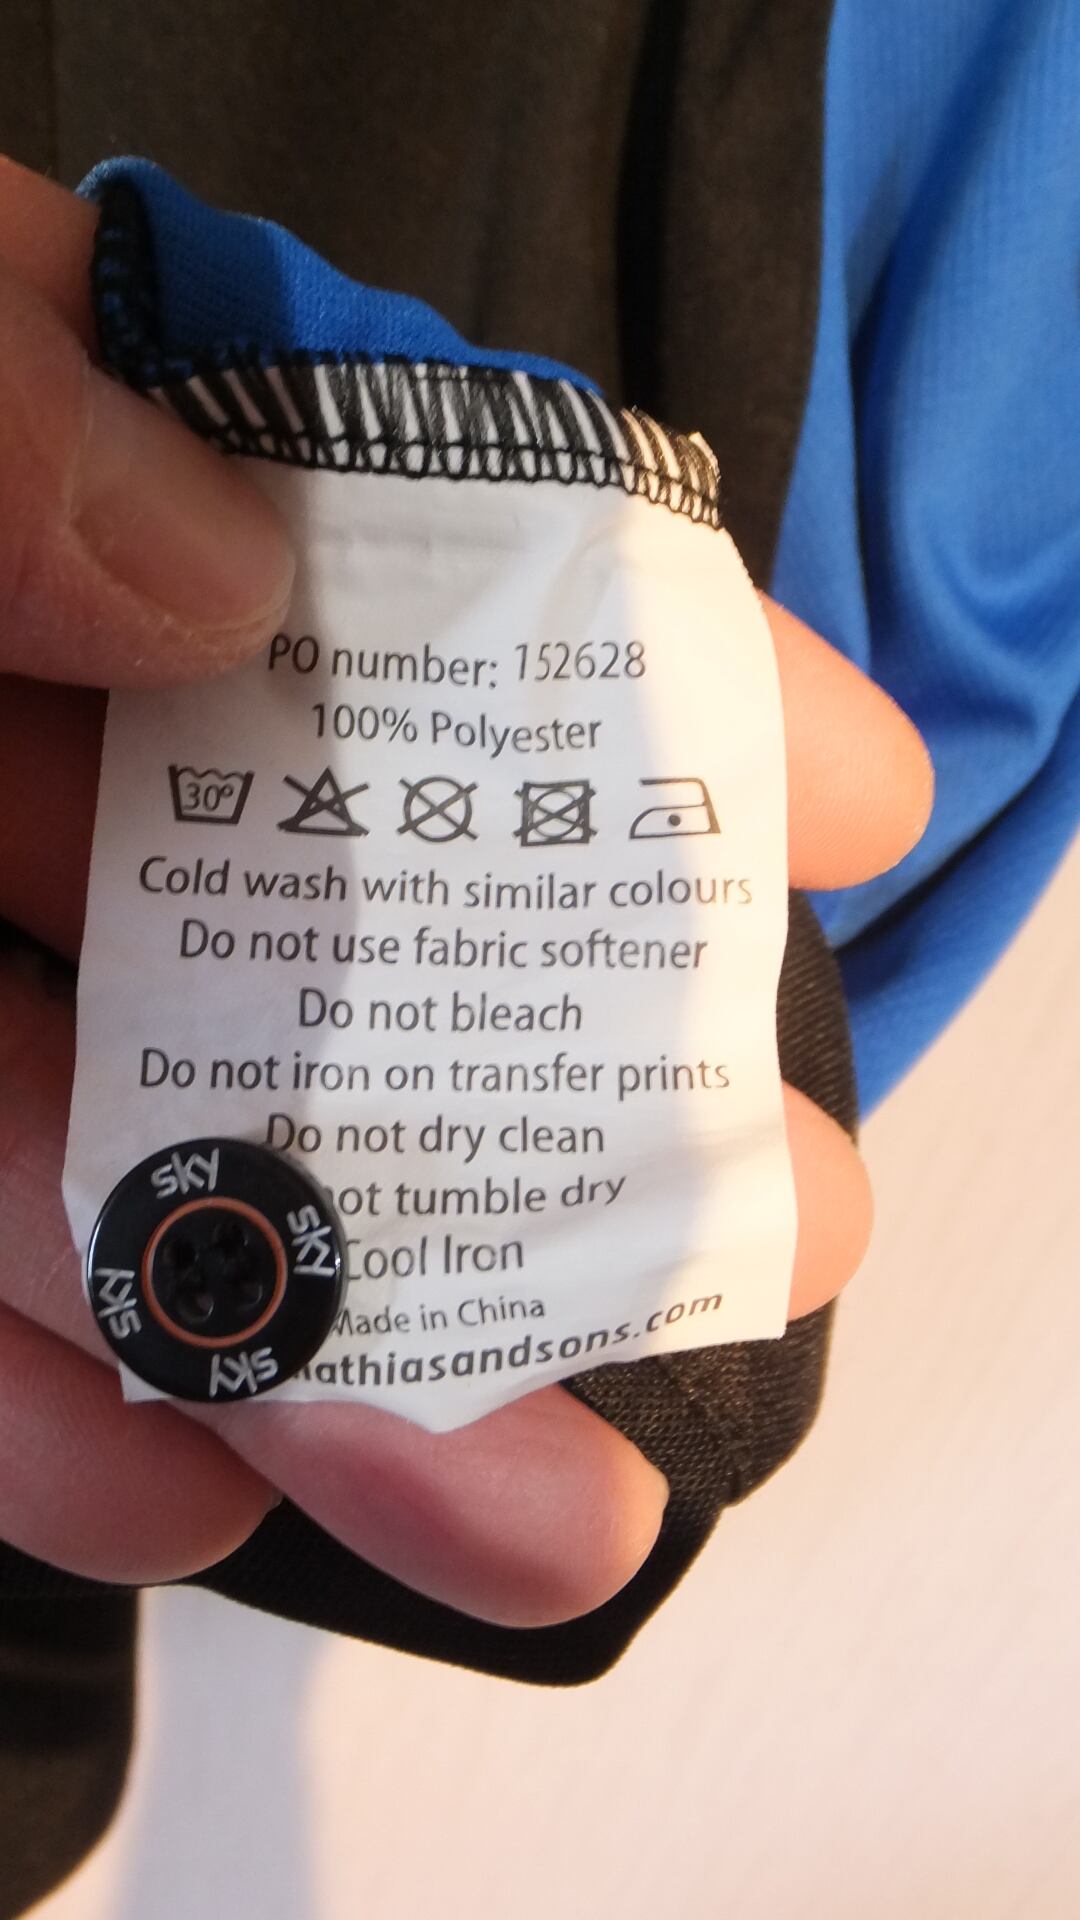 PO number: 152628
100% Polyester
30°
Cold wash with similar colours
Do not use fabric softener
Do not bleach
Do not iron on transfer prints
Do not dry clean
tumble dry
Cool Iron
Made in China
sky
sky
sky
sky